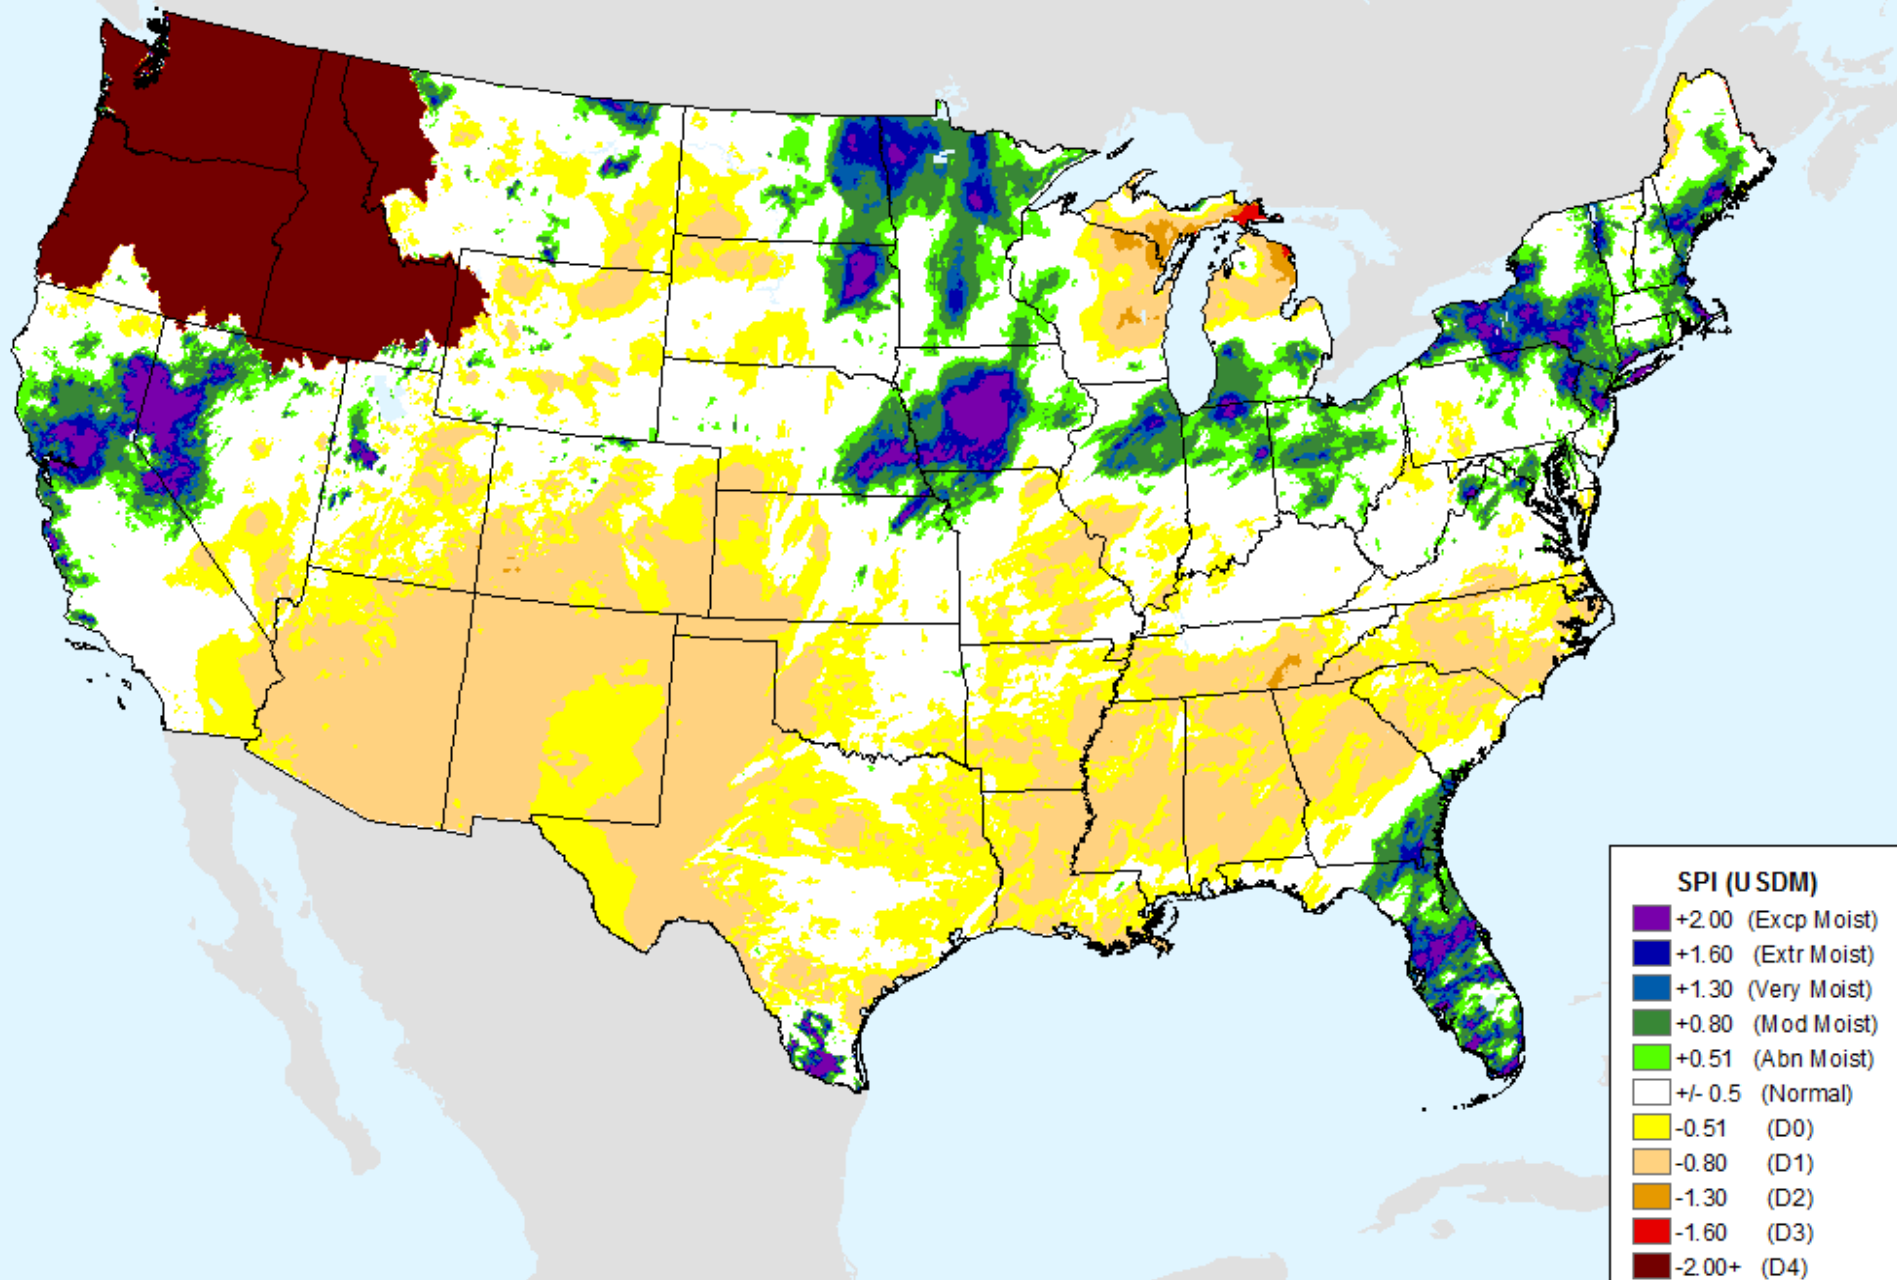 SPI (USDM)
+2.00 (Excp Moist)
+1.60 (Extr Moist)
+1.30 (Very Moist)
+0.80 (Mod Moist)
+0.51 (Abn Moist)
+/- 0.5 (Normal)
-0.51 (D0)
-0.80 (D1)
-1.30 (D2)
-1.60 (D3)
-2.00+ (D4)